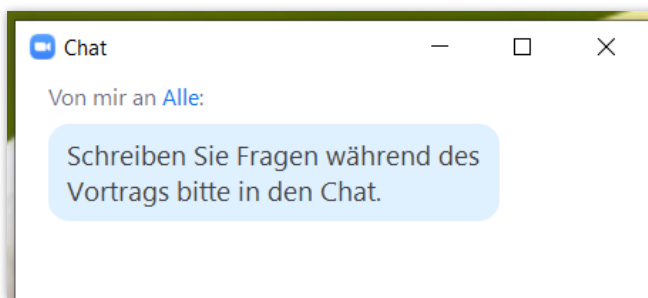 Chat
Von mir an Alle:
Schreiben Sie Fragen während des
Vortrags bitte in den Chat.